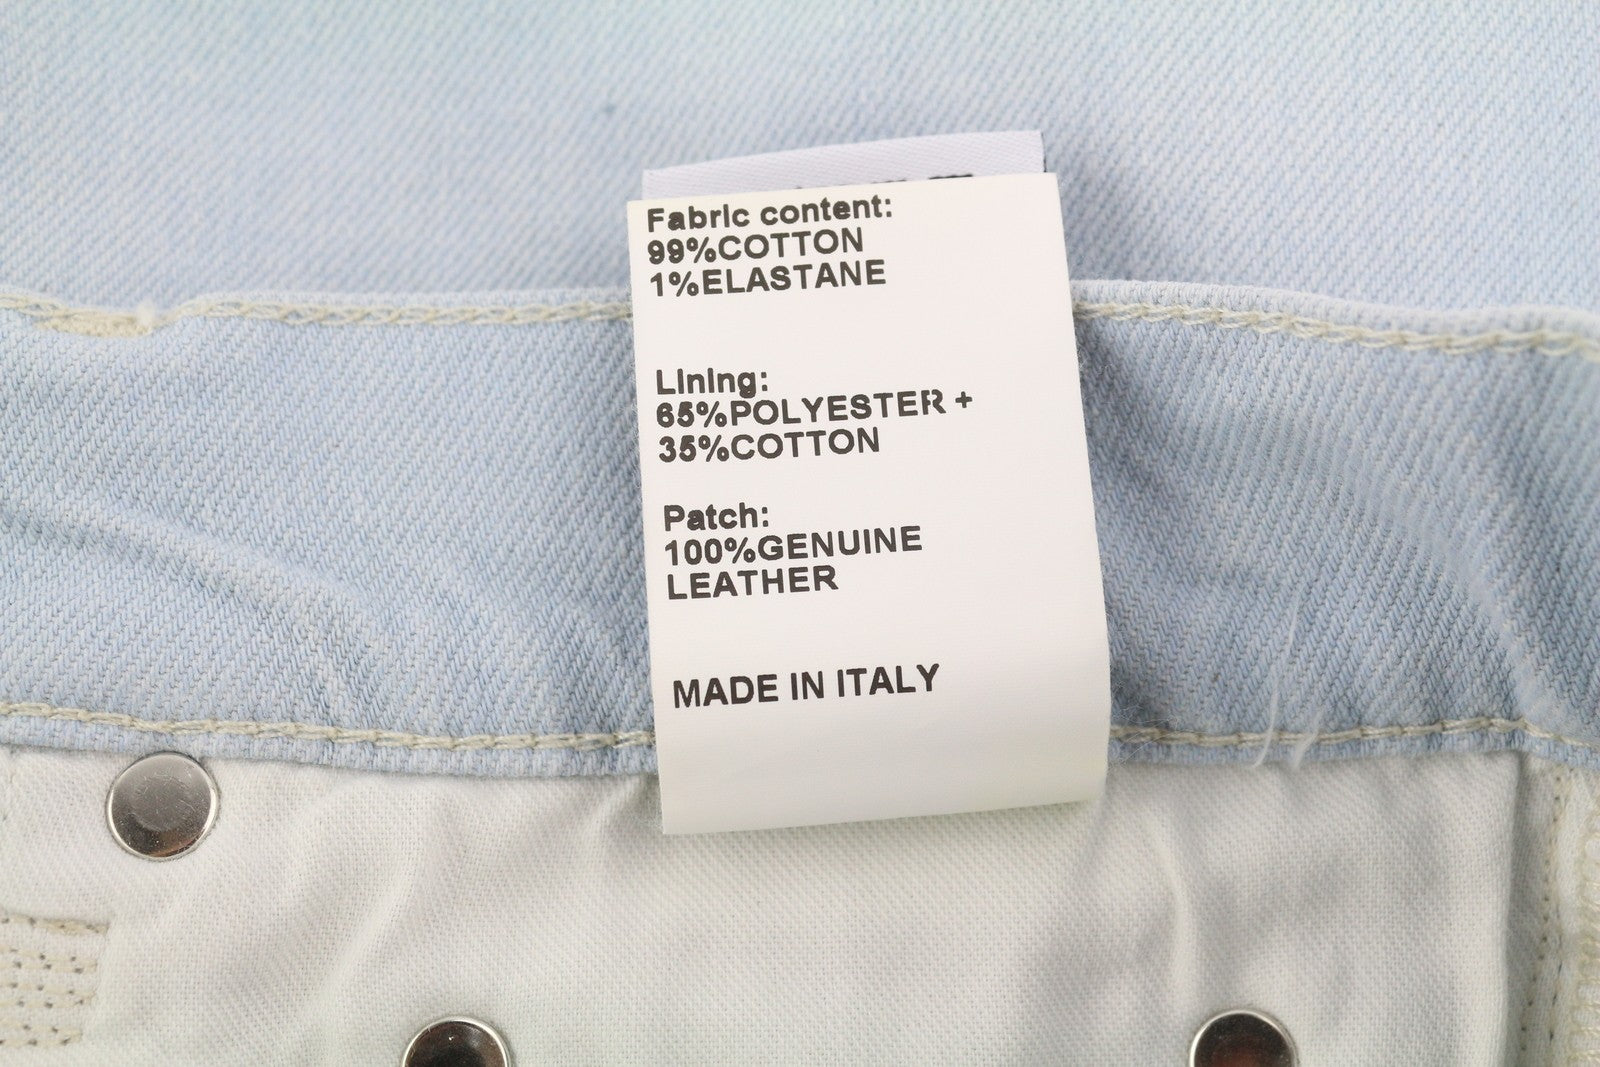 Fabric content:
99%COTTON
1%ELASTANE
Lining:
65%POLYESTER +
35%COTTON
Patch:
100%GENUINE
LEATHER
MADE IN ITALY